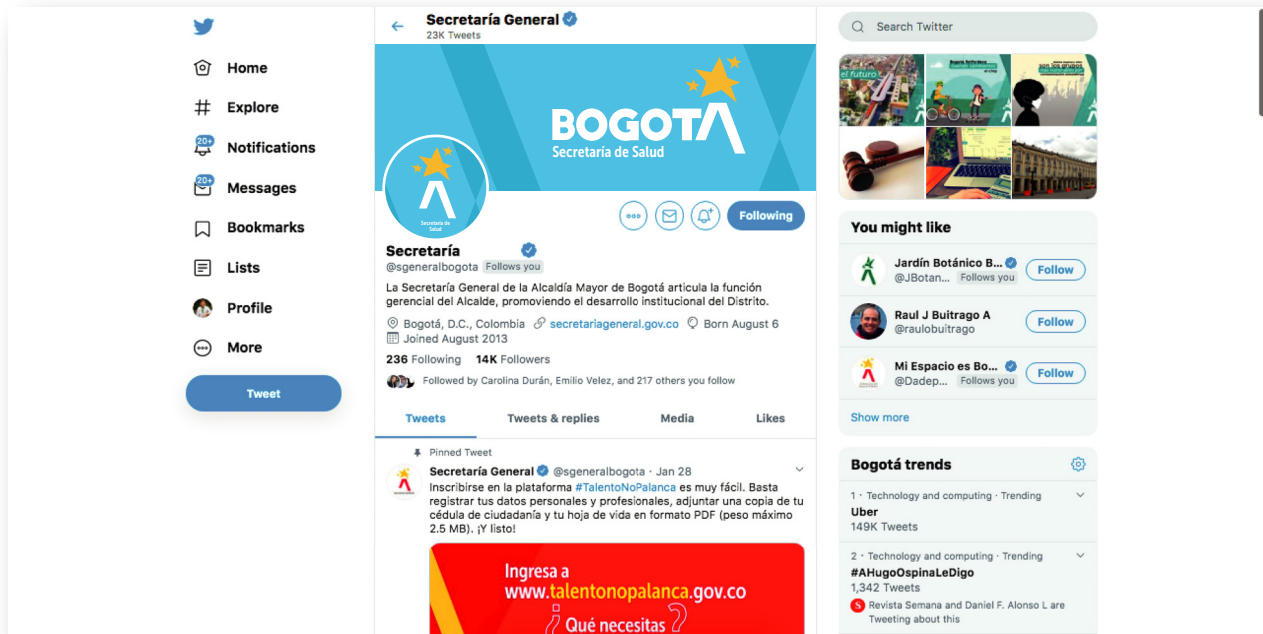 Home
Explore
20+
Notifications
20+
Messages
Bookmarks
Lists
Profile
More
Tweet
Secretaría General
23K Tweets
BOGOTÁ
Secretaría de Salud
Secretaría de
Salud
Following
Secretaría
@sgeneralbogota Follows you
La Secretaría General de la Alcaldía Mayor de Bogotá articula la función
gerencial del Alcalde, promoviendo el desarrollo institucional del Distrito.
Bogotá, D.C., Colombia secretariageneral.gov.co Born August 6
Joined August 2013
236 Following 14K Followers
Followed by Carolina Durán, Emilio Velez, and 217 others you follow
Tweets Tweets & replies Media Likes
Pinned Tweet
Secretaría General @sgeneralbogota · Jan 28
Inscribirse en la plataforma #TalentoNoPalanca es muy fácil. Basta
registrar tus datos personales y profesionales, adjuntar una copia de tu
cédula de ciudadanía y tu hoja de vida en formato PDF (peso máximo
2.5 MB). ¡Y listo!
Ingresa a
www.talentonopalanca.gov.co
¿Qué necesitas?
Search Twitter
el futuro
You might like
Jardín Botánico B...
@JBotan... Follows you
Follow
Raul J Buitrago A
@raulobuitrago
Follow
Mi Espacio es Bo...
@Dadep... Follows you
Follow
Show more
Bogotá trends
1 · Technology and computing · Trending
Uber
149K Tweets
2 · Technology and computing · Trending
#AHugoOspinaLeDigo
1,342 Tweets
S Revista Semana and Daniel F. Alonso L are
Tweeting about this